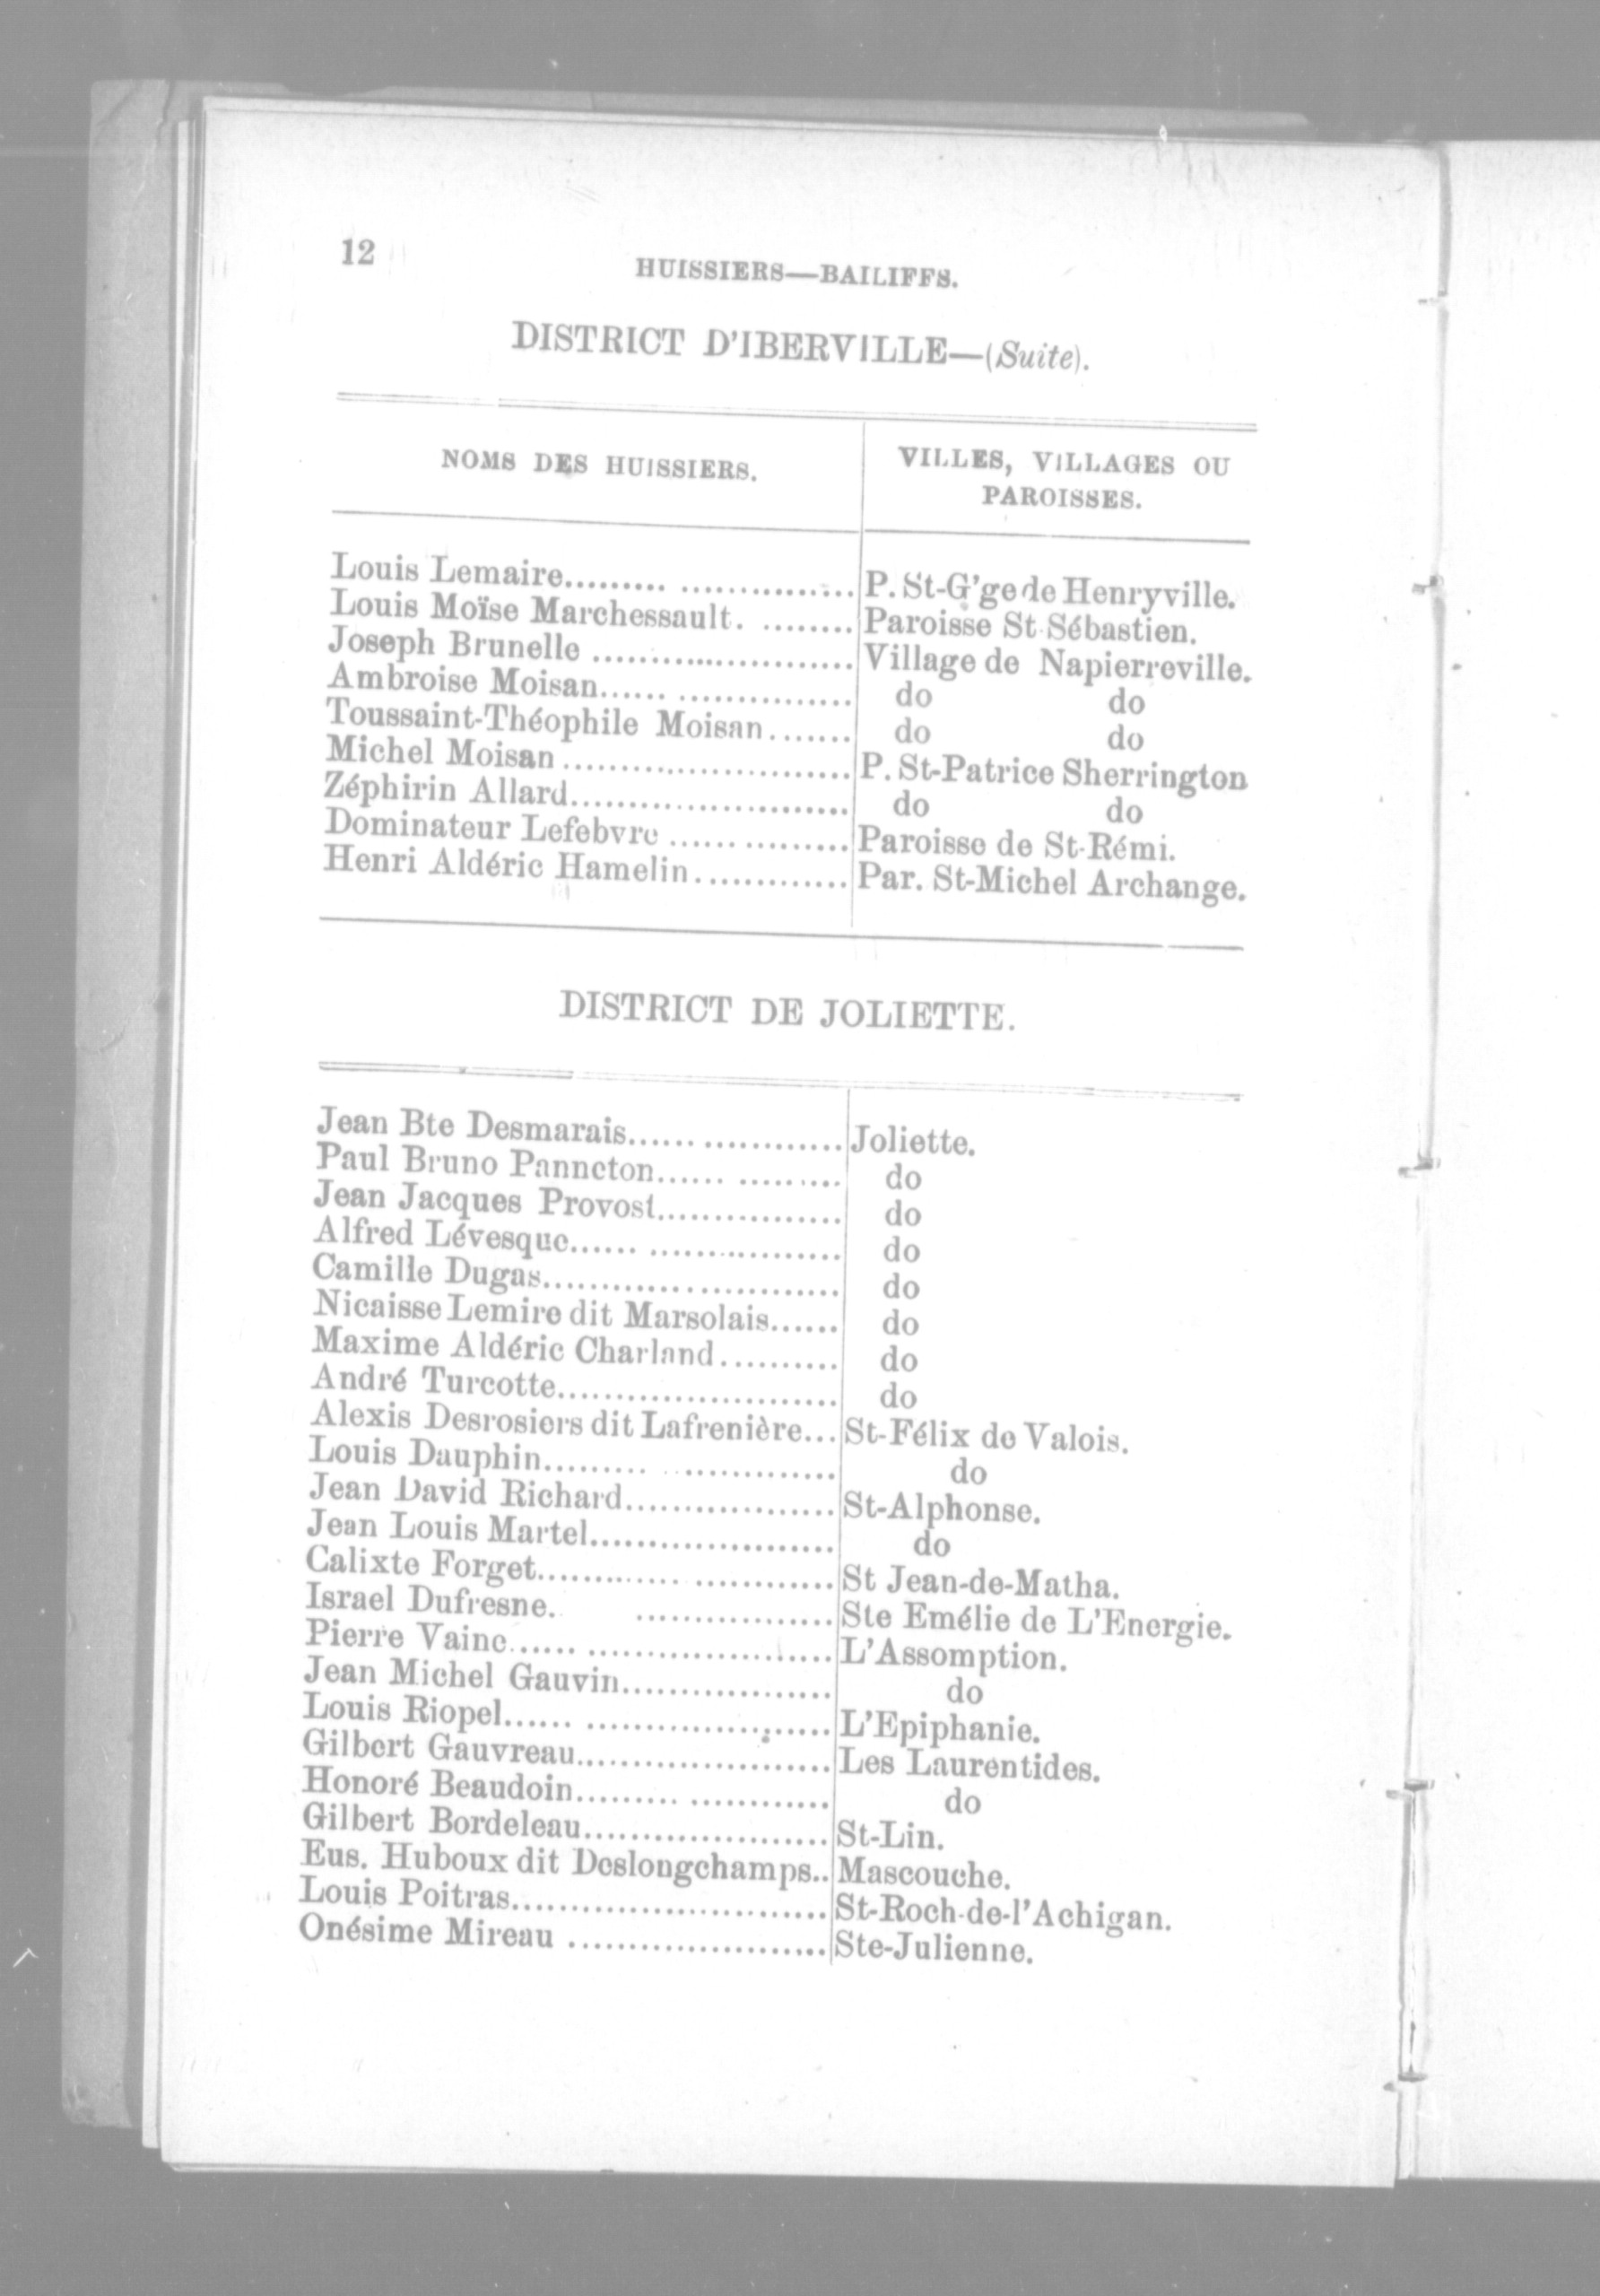 12
HUISSIERS—BAILIFFS.
DISTRICT D'IBERVILLE—(Suite).
NOMS DES HUISSIERS.
VILLES, VILLAGES OU
PAROISSES.
Louis Lemaire......... ............... P. St-G'ge de Henryville.
Louis Moïse Marchessault. ........ Paroisse St-Sébastien.
Joseph Brunelle .......................... Village de Napierreville.
Ambroise Moisan...... ............... do do
Toussaint-Théophile Moisan....... do do
Michel Moisan ............................ P. St-Patrice Sherrington
Zéphirin Allard........................... do do
Dominateur Lefebvre .................. Paroisse de St-Rémi.
Henri Aldéric Hamelin............. Par. St-Michel Archange.
DISTRICT DE JOLIETTE.
Jean Bte Desmarais...... ............ Joliette.
Paul Bruno Panneton...... ......... do
Jean Jacques Provost................ do
Alfred Lévesque...... .................. do
Camille Dugas........................... do
Nicaisse Lemire dit Marsolais...... do
Maxime Aldéric Charland.......... do
André Turcotte.......................... do
Alexis Desrosiers dit Lafrenière... St-Félix de Valois.
Louis Dauphin......... ............... do
Jean David Richard.................. St-Alphonse.
Jean Louis Martel..................... do
Calixte Forget............ ............ St Jean-de-Matha.
Israel Dufresne. ................. Ste Emélie de L'Energie.
Pierre Vaine...... ..................... L'Assomption.
Jean Michel Gauvin.................. do
Louis Riopel...... ..................... L'Epiphanie.
Gilbert Gauvreau...................... Les Laurentides.
Honoré Beaudoin......... ............ do
Gilbert Bordeleau..................... St-Lin.
Eus. Huboux dit Deslongchamps.. Mascouche.
Louis Poitras........................... St-Roch-de-l'Achigan.
Onésime Mireau ...................... Ste-Julienne.